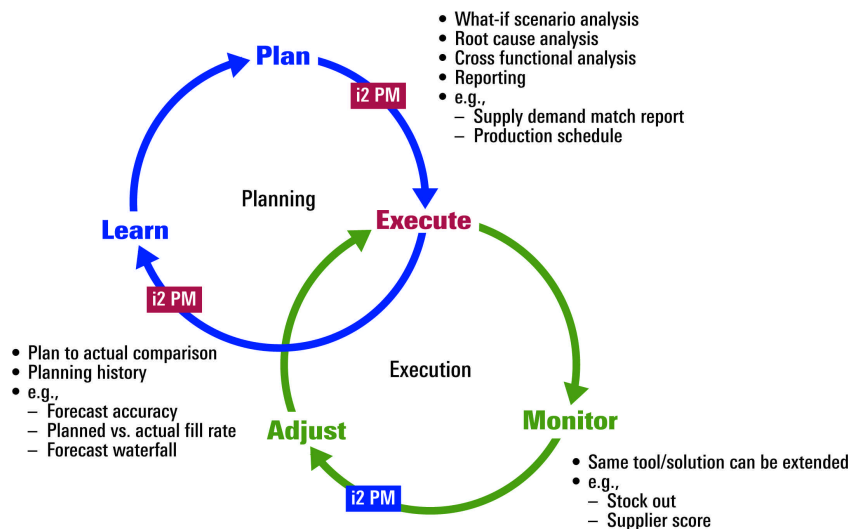 • What-if scenario analysis
• Root cause analysis
• Cross functional analysis
• Reporting
• e.g.,
– Supply demand match report
– Production schedule
Plan
i2 PM
Planning
Learn
Execute
i2 PM
• Plan to actual comparison
• Planning history
• e.g.,
– Forecast accuracy
– Planned vs. actual fill rate
– Forecast waterfall
Execution
Adjust
Monitor
i2 PM
• Same tool/solution can be extended
• e.g.,
– Stock out
– Supplier score